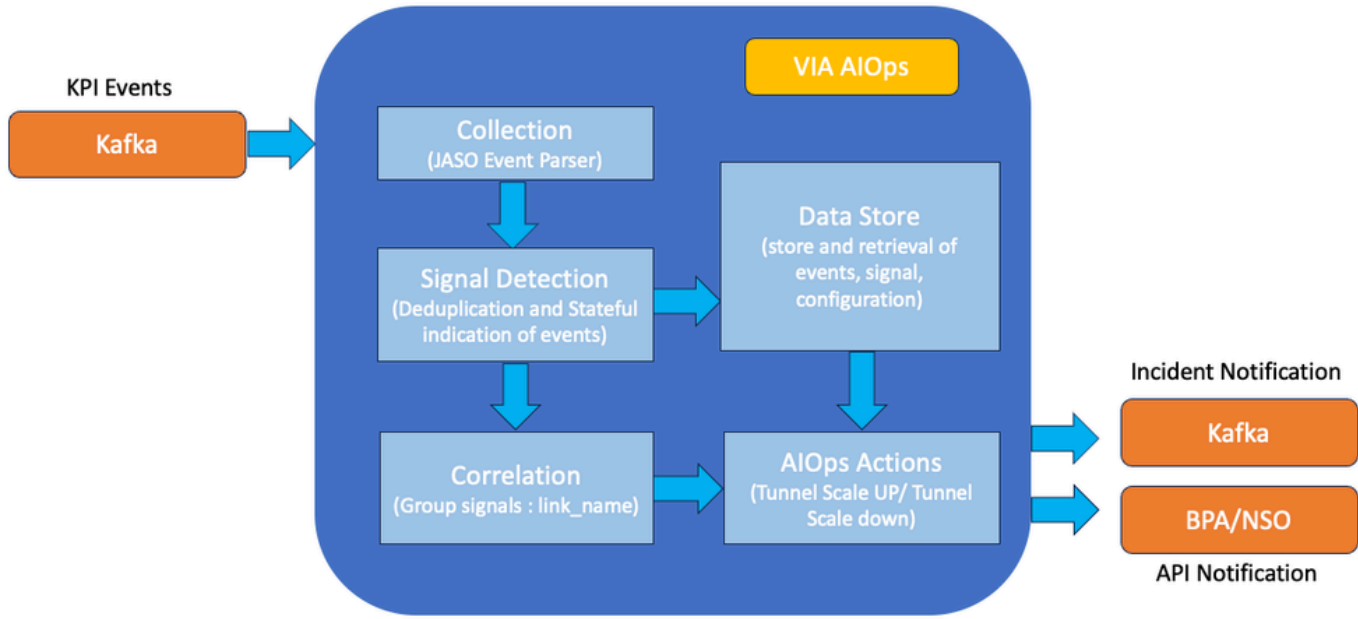 VIA AIOps
KPI Events
Kafka
Collection
(JASO Event Parser)
Data Store
(store and retrieval of
events, signal,
configuration)
Signal Detection
(Deduplication and Stateful
indication of events)
Incident Notification
Kafka
Correlation
(Group signals : link_name)
AIOps Actions
(Tunnel Scale UP/ Tunnel
Scale down)
BPA/NSO
API Notification